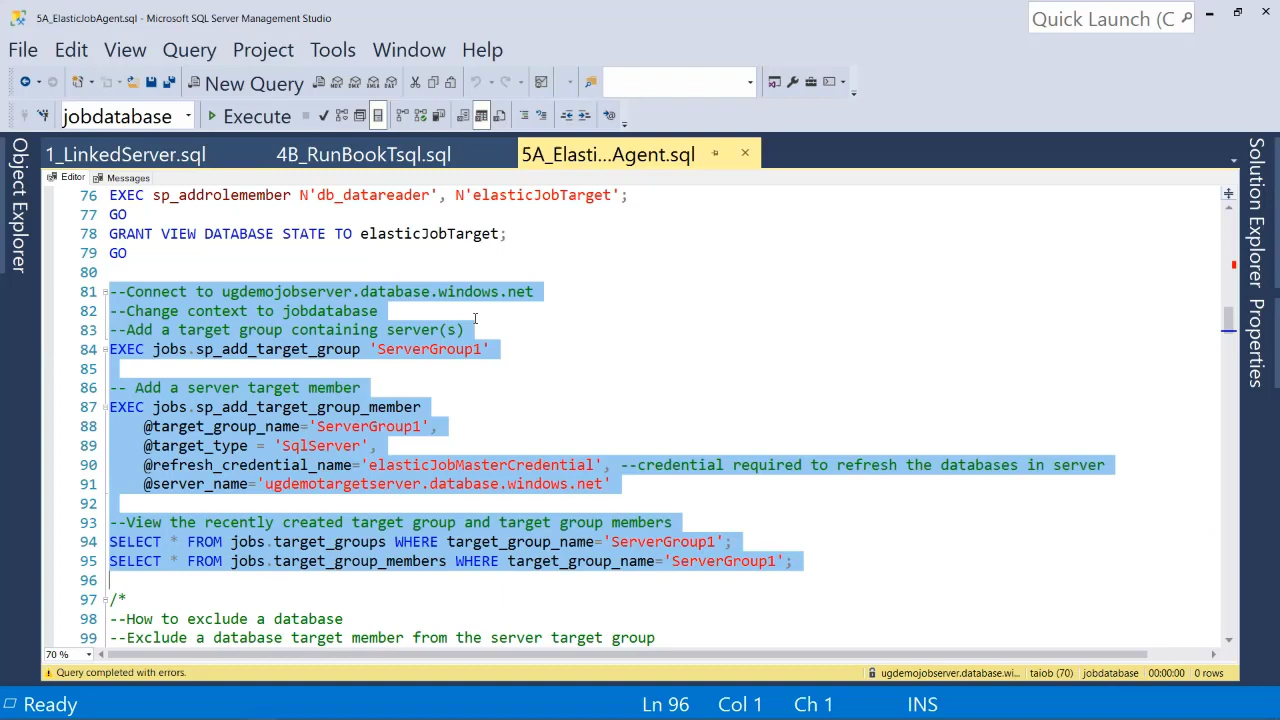 5A_ElasticJobAgent.sql - Microsoft SQL Server Management Studio
Quick Launch (C
File Edit View Query Project Tools Window Help
New Query
jobdatabase Execute
1_LinkedServer.sql 4B_RunBookTsql.sql 5A_Elasti...Agent.sql
Object Explorer
Solution Explorer
Properties
Editor Messages
76 EXEC sp_addrolemember N'db_datareader', N'elasticJobTarget';
77 GO
78 GRANT VIEW DATABASE STATE TO elasticJobTarget;
79 GO
80
81 --Connect to ugdemojobserver.database.windows.net
82 --Change context to jobdatabase
83 --Add a target group containing server(s)
84 EXEC jobs.sp_add_target_group 'ServerGroup1'
85
86 -- Add a server target member
87 EXEC jobs.sp_add_target_group_member
88 @target_group_name='ServerGroup1',
89 @target_type = 'SqlServer',
90 @refresh_credential_name='elasticJobMasterCredential', --credential required to refresh the databases in server
91 @server_name='ugdemotargetserver.database.windows.net'
92
93 --View the recently created target group and target group members
94 SELECT * FROM jobs.target_groups WHERE target_group_name='ServerGroup1';
95 SELECT * FROM jobs.target_group_members WHERE target_group_name='ServerGroup1';
96
97 /*
98 --How to exclude a database
99 --Exclude a database target member from the server target group
70 %
Query completed with errors. ugdemojobserver.database.wi... taiob (70) jobdatabase 00:00:00 0 rows
Ready Ln 96 Col 1 Ch 1 INS